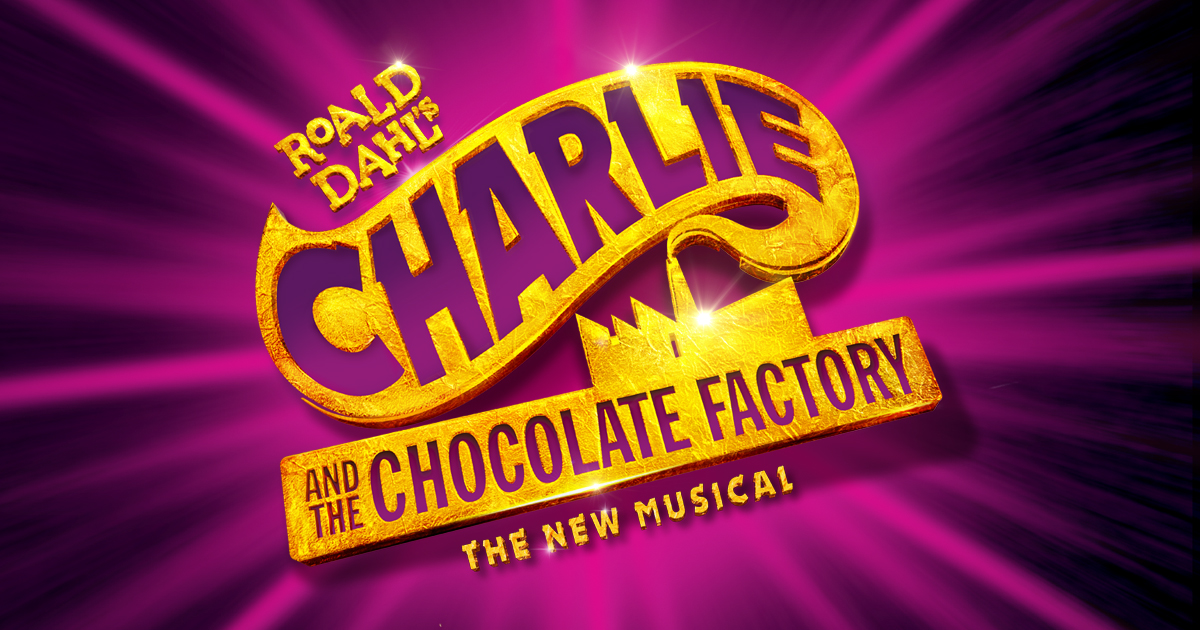 ROALD
DAHL'S
CHARLIE
AND
THE
CHOCOLATE FACTORY
THE NEW MUSICAL